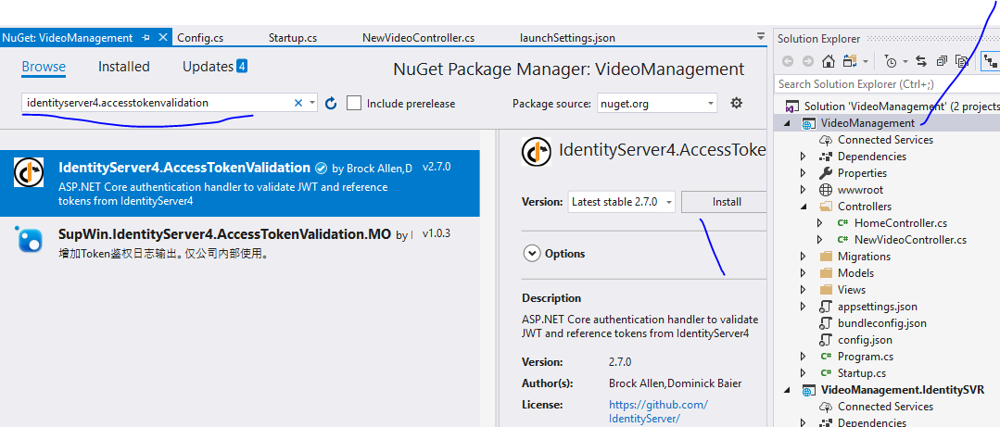 NuGet: VideoManagement
Config.cs
Startup.cs
NewVideoController.cs
launchSettings.json
Browse
Installed
Updates 4
NuGet Package Manager: VideoManagement
identityserver4.accesstokenvalidation
Include prerelease
Package source: nuget.org
IdentityServer4.AccessTokenValidation by Brock Allen,D v2.7.0
ASP.NET Core authentication handler to validate JWT and reference
tokens from IdentityServer4
SupWin.IdentityServer4.AccessTokenValidation.MO by v1.0.3
增加Token鉴权日志输出。仅公司内部使用。
IdentityServer4.AccessToke
Version: Latest stable 2.7.0 Install
Options
Description
ASP.NET Core authentication handler to validate
JWT and reference tokens from IdentityServer4
Version: 2.7.0
Author(s): Brock Allen,Dominick Baier
License: https://github.com/
IdentityServer/
Solution Explorer
Search Solution Explorer (Ctrl+;)
Solution 'VideoManagement' (2 projects
VideoManagement
Connected Services
Dependencies
Properties
wwwroot
Controllers
C# HomeController.cs
C# NewVideoController.cs
Migrations
Models
Views
appsettings.json
bundleconfig.json
config.json
C# Program.cs
C# Startup.cs
VideoManagement.IdentitySVR
Connected Services
Dependencies